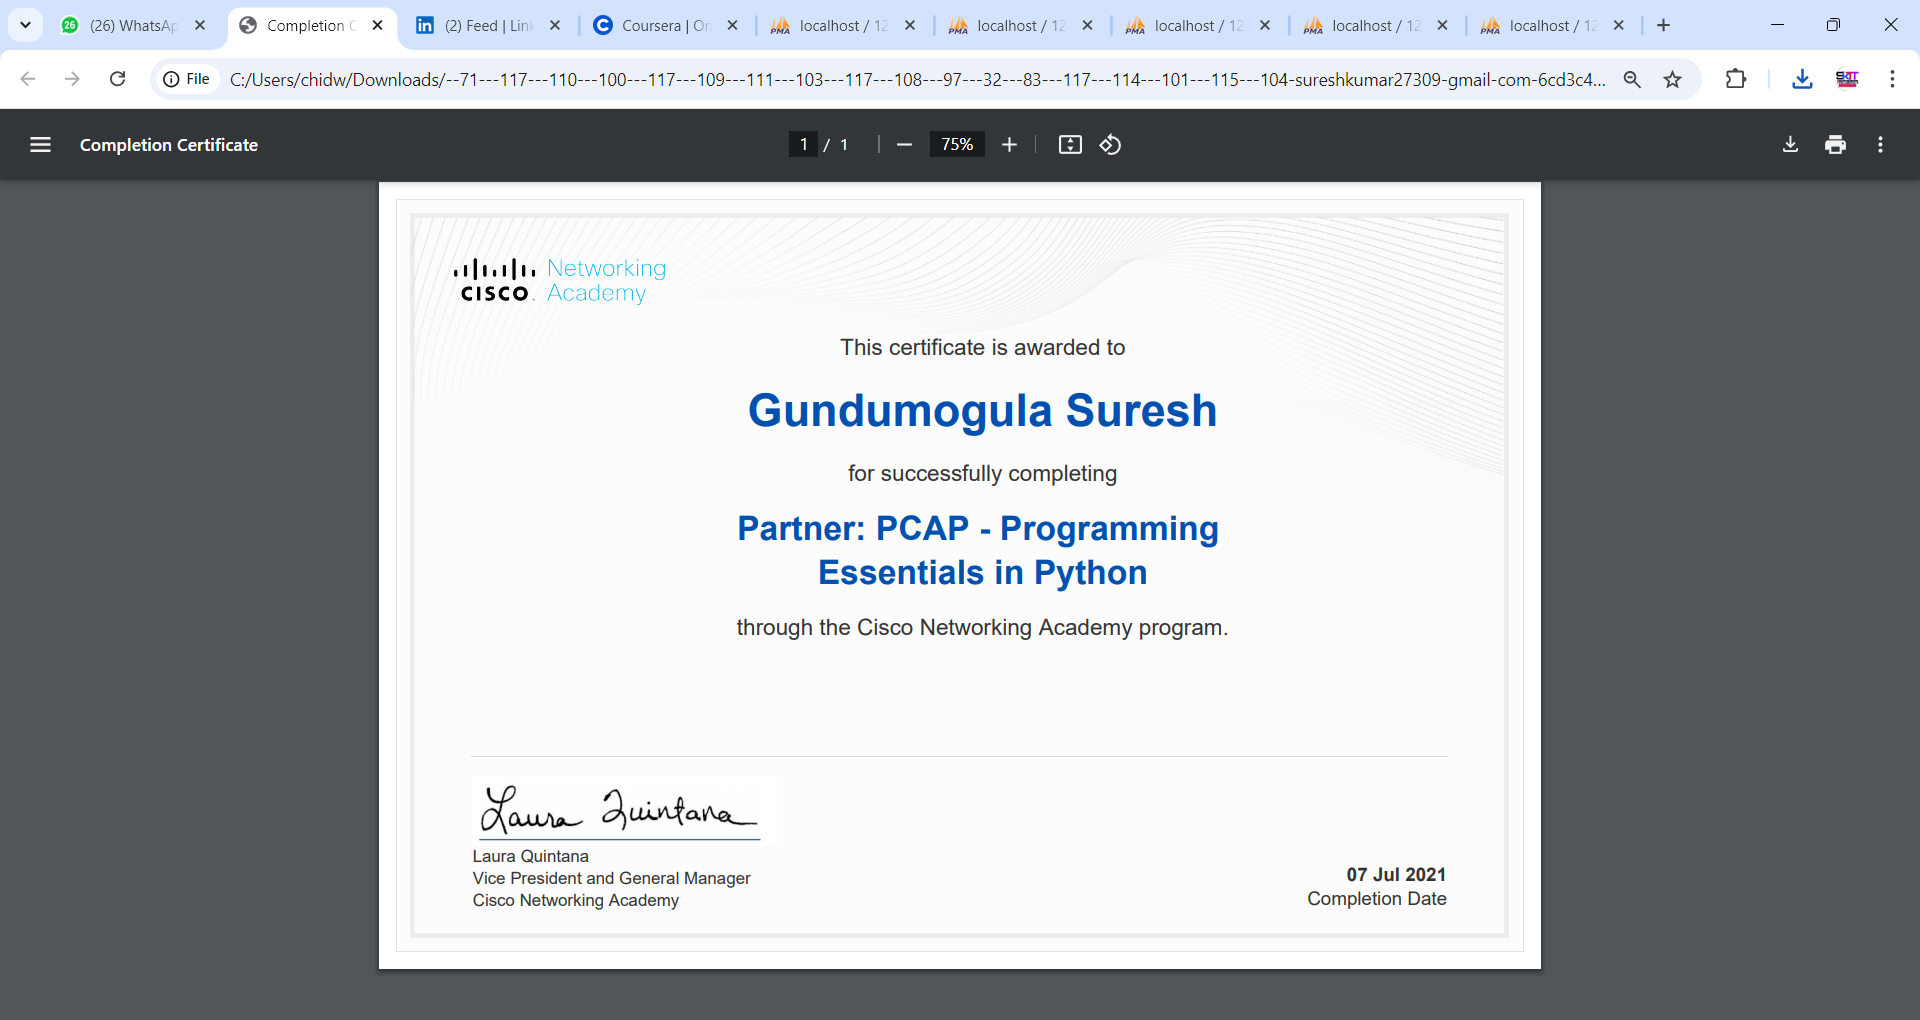 26
(26) WhatsAp
Completion C
(2) Feed | Lin
Coursera | On
localhost / 12
localhost / 12
localhost / 12
localhost / 12
localhost / 12
File
C:/Users/chidw/Downloads/--71---117---110---100---117---109---111---103---117---108---97---32---83---117---114---101---115---104-sureshkumar27309-gmail-com-6cd3c4...
Completion Certificate
1 / 1
75%
CISCO
Networking
Academy
This certificate is awarded to
Gundumogula Suresh
for successfully completing
Partner: PCAP - Programming
Essentials in Python
through the Cisco Networking Academy program.
Laura Quintana
Laura Quintana
Vice President and General Manager
Cisco Networking Academy
07 Jul 2021
Completion Date